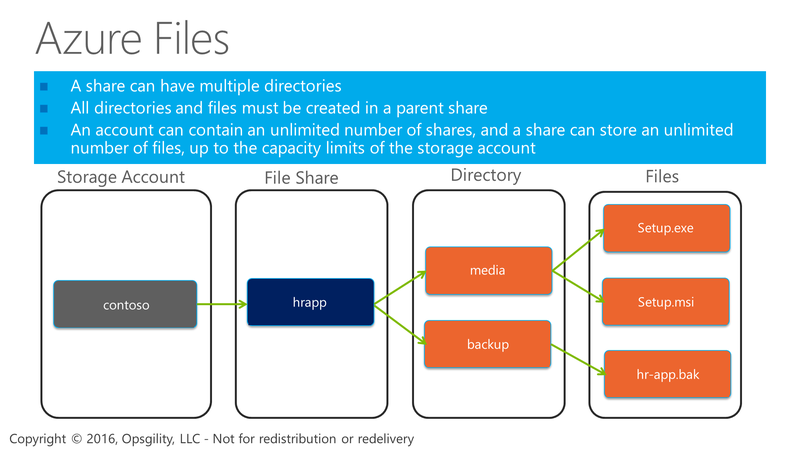 Azure Files
A share can have multiple directories
All directories and files must be created in a parent share
An account can contain an unlimited number of shares, and a share can store an unlimited
number of files, up to the capacity limits of the storage account
Storage Account
File Share
Directory
Files
contoso
hrapp
media
backup
Setup.exe
Setup.msi
hr-app.bak
Copyright © 2016, Opsgility, LLC - Not for redistribution or redelivery